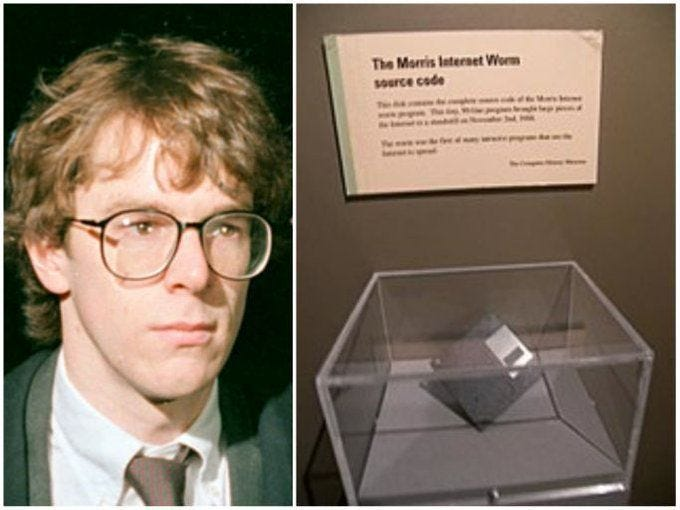 The Morris Internet Worm
source code
This disk contains the complete source code of the Morris Internet
worm program. This tiny, 99-line program brought large pieces of
the Internet to a standstill on November 2nd, 1988.
The worm was the first of many intrusive programs that use the
Internet to spread.
The Computer History Museum